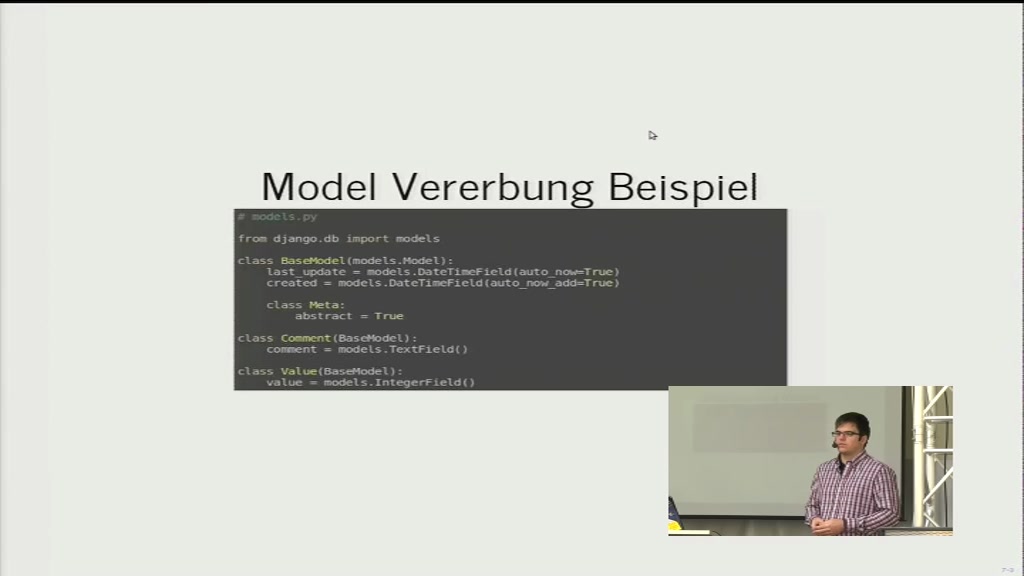 Model Vererbung Beispiel
# models.py
from django.db import models
class BaseModel(models.Model):
last_update = models.DateTimeField(auto_now=True)
created = models.DateTimeField(auto_now_add=True)
class Meta:
abstract = True
class Comment(BaseModel):
comment = models.TextField()
class Value(BaseModel):
value = models.IntegerField()